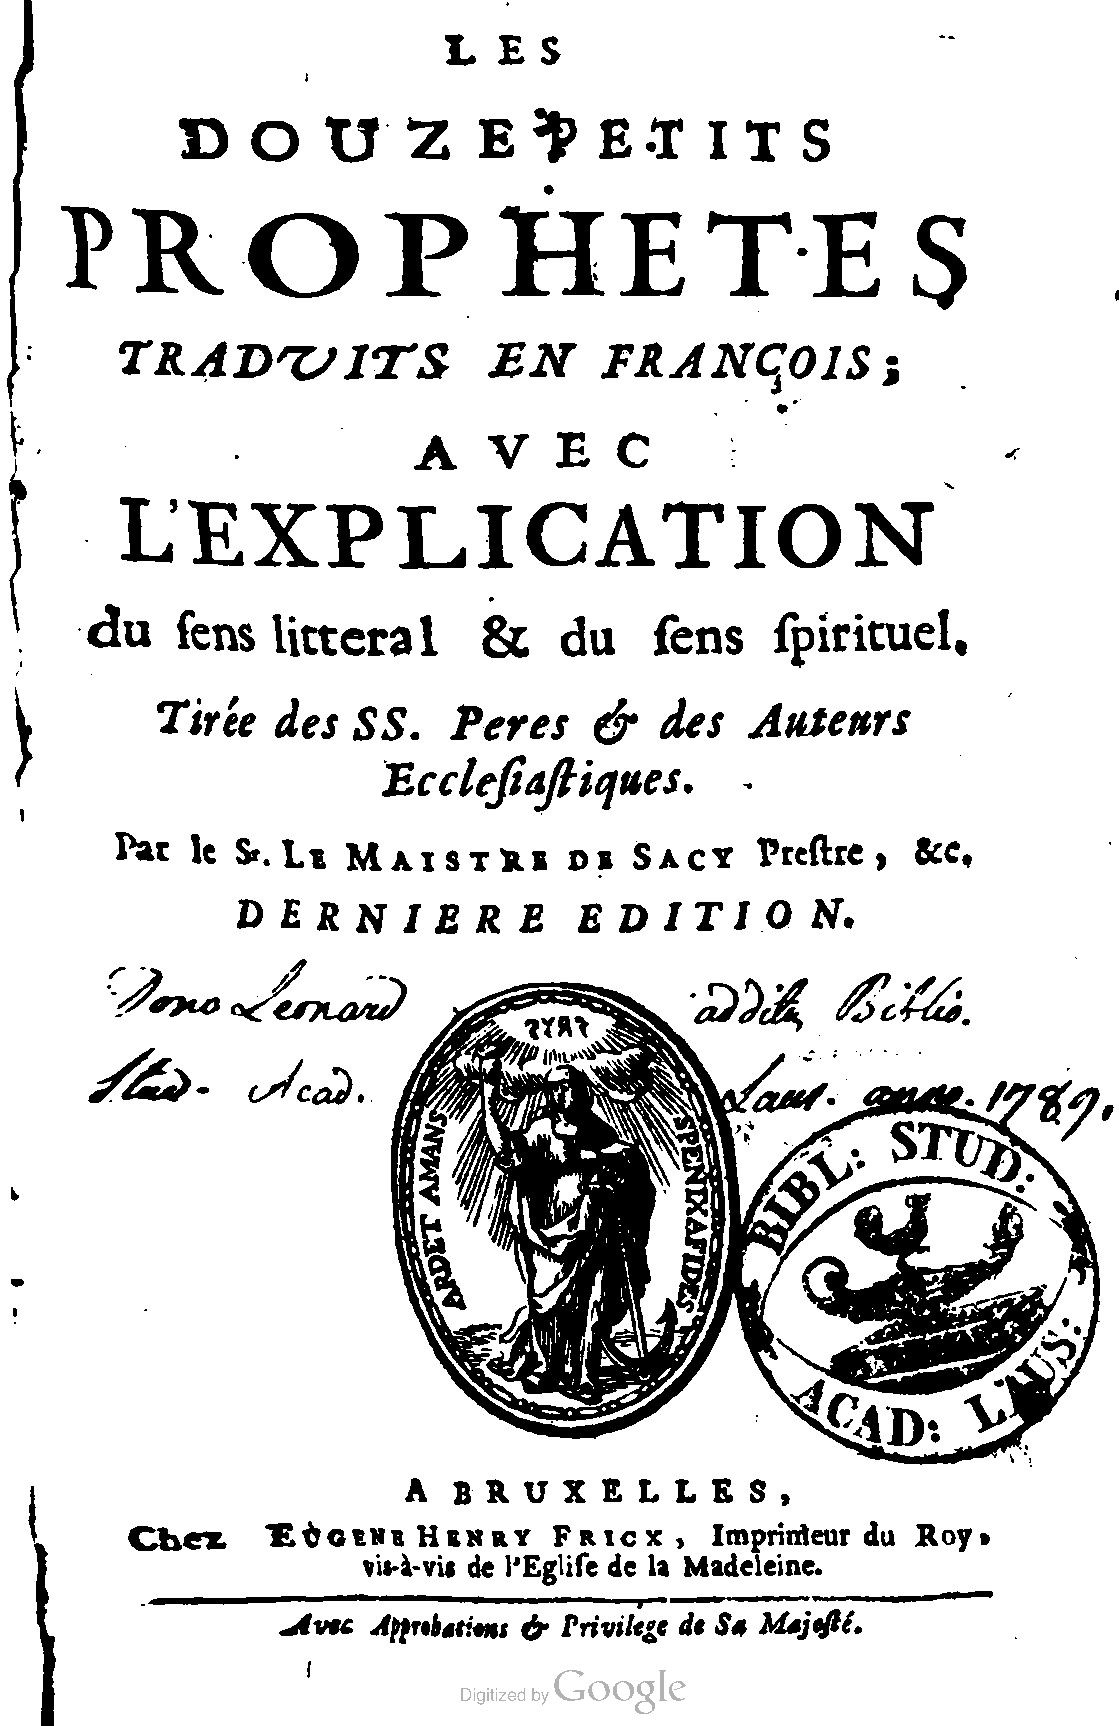 LES
DOUZE PETITS
PROPHETES
TRADUITS EN FRANÇOIS;
AVEC
L'EXPLICATION
du ſens litteral & du ſens ſpirituel.
Tirée des SS. Peres & des Auteurs
Eccleſiaſtiques.
Par le Sr. LE MAISTRE DE SACY Preſtre, &c.
DERNIERE EDITION.
Dono Leonard additus Biblio.
Stud. Acad. Laus. anno. 1789.
ARDET AMANS
SPE NIXA FIDES
BIBL: STUD:
ACAD: LAUS:
A BRUXELLES,
Chez EUGENE HENRY FRICX, Imprimeur du Roy,
vis-à-vis de l'Egliſe de la Madeleine.
Avec Approbations & Privilege de Sa Majeſté.
Digitized by Google